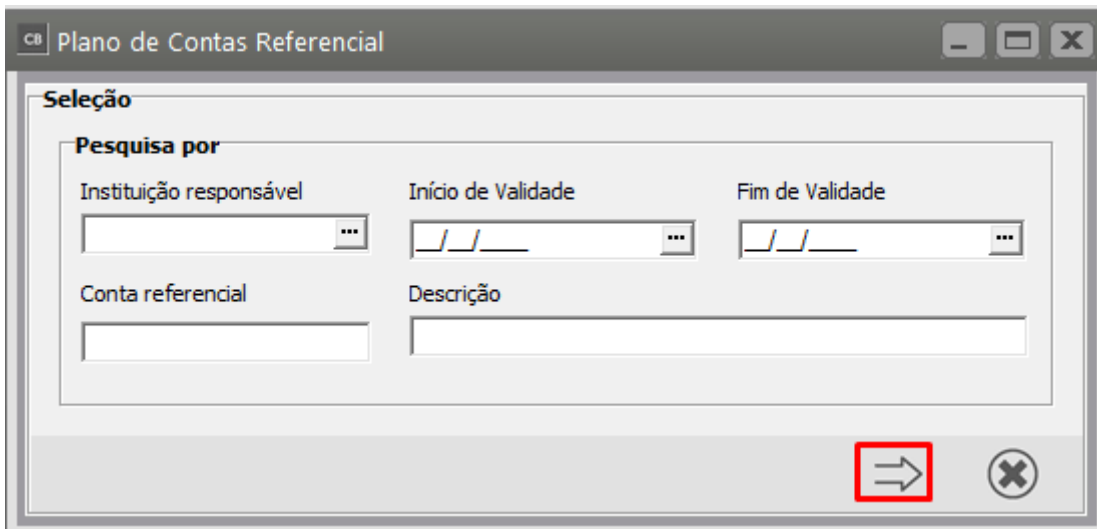 CB Plano de Contas Referencial
Seleção
Pesquisa por
Instituição responsável Início de Validade Fim de Validade
... __/__/____ ... __/__/____ ...
Conta referencial Descrição